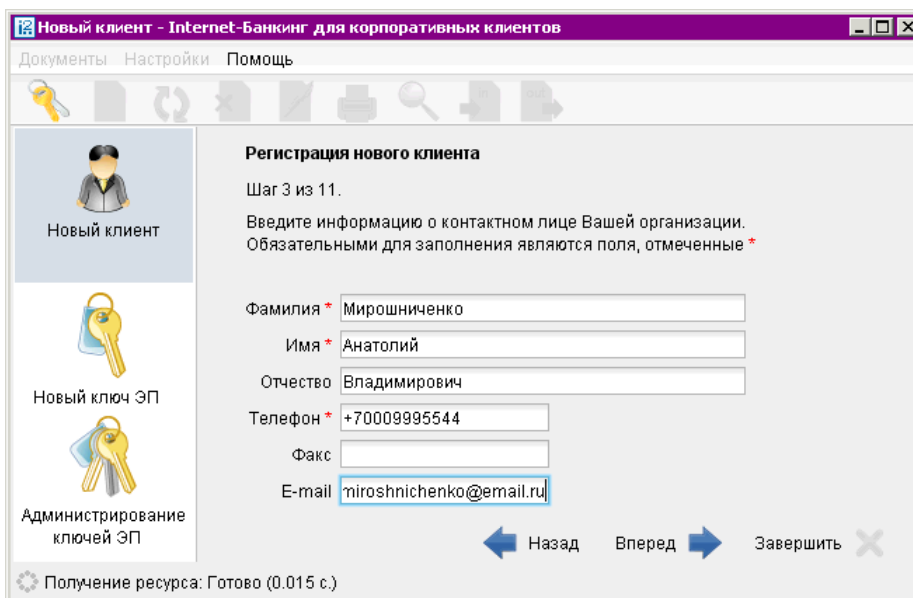 Новый клиент - Internet-Банкинг для корпоративных клиентов
Документы Настройки Помощь
in out
Новый клиент
Новый ключ ЭП
Администрирование
ключей ЭП
Регистрация нового клиента
Шаг 3 из 11.
Введите информацию о контактном лице Вашей организации.
Обязательными для заполнения являются поля, отмеченные *
Фамилия * Мирошниченко
Имя * Анатолий
Отчество Владимирович
Телефон * +70009995544
Факс
E-mail miroshnichenko@email.ru
Назад Вперед Завершить
Получение ресурса: Готово (0.015 с.)